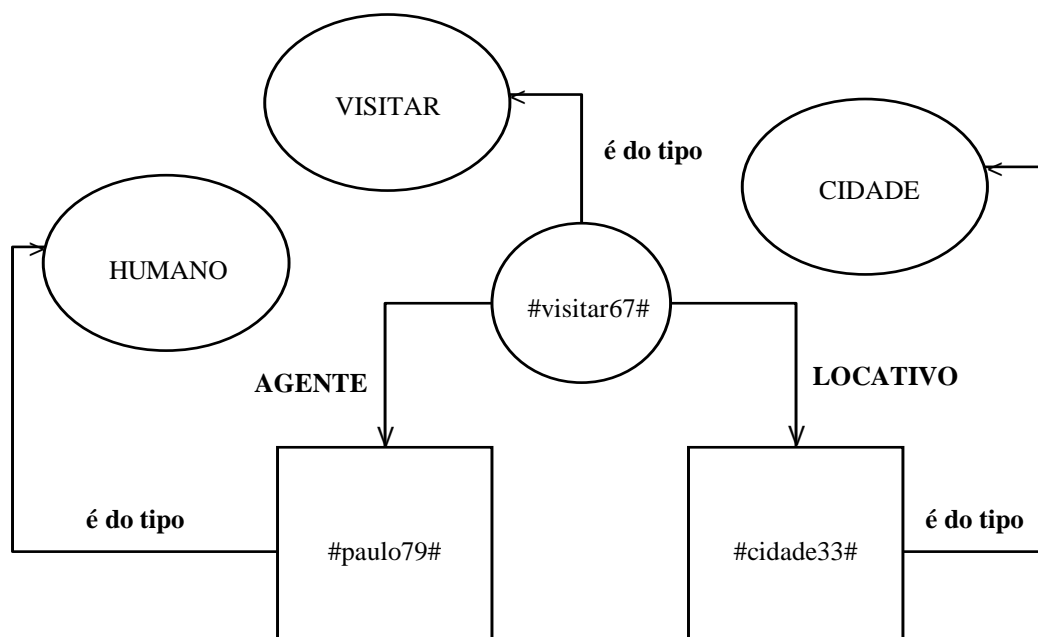 VISITAR
é do tipo
CIDADE
HUMANO
#visitar67#
AGENTE
LOCATIVO
é do tipo
é do tipo
#paulo79#
#cidade33#